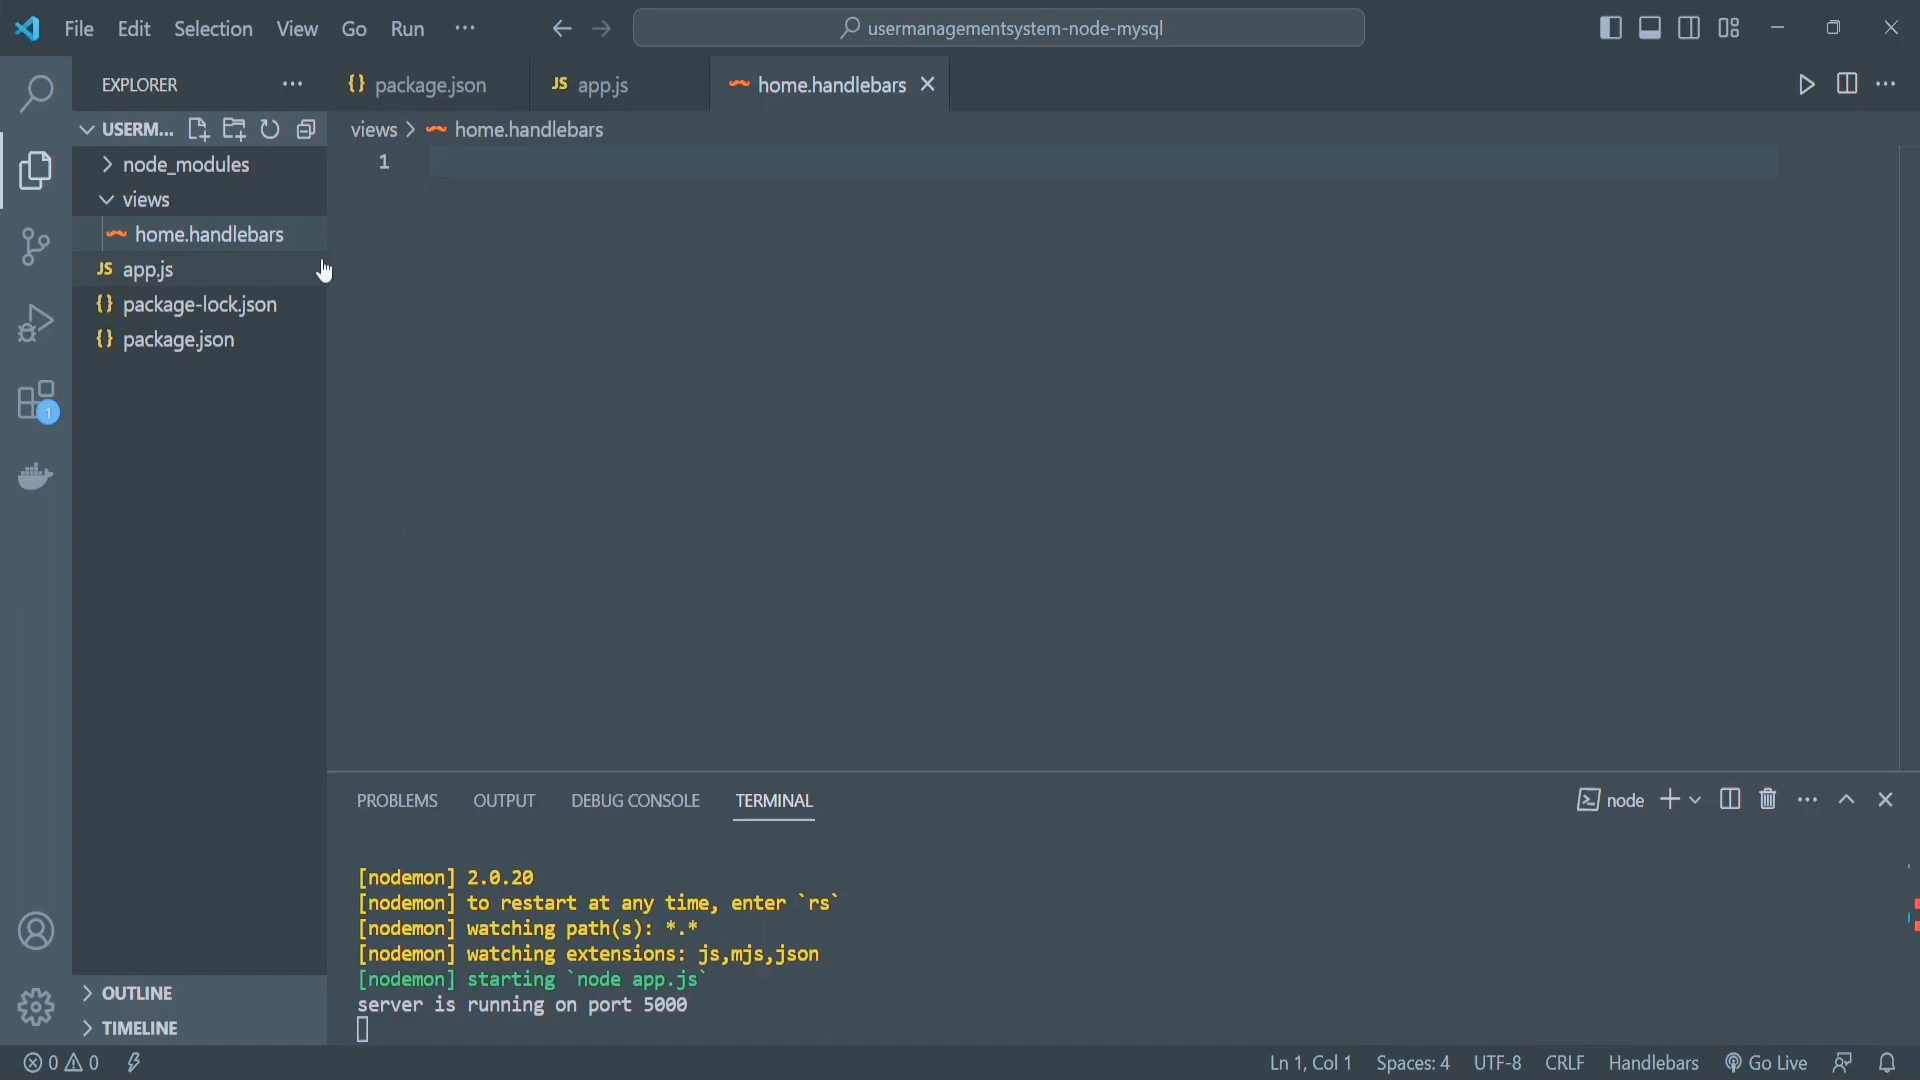 File Edit Selection View Go Run ··· usermanagementsystem-node-mysql
EXPLORER ··· {} package.json JS app.js home.handlebars
USERM... views > home.handlebars
1
node_modules
views
home.handlebars
JS app.js
{} package-lock.json
{} package.json
1
PROBLEMS OUTPUT DEBUG CONSOLE TERMINAL node
[nodemon] 2.0.20
[nodemon] to restart at any time, enter `rs`
[nodemon] watching path(s): *.*
[nodemon] watching extensions: js,mjs,json
[nodemon] starting `node app.js`
server is running on port 5000
OUTLINE
TIMELINE
0 0 Ln 1, Col 1 Spaces: 4 UTF-8 CRLF Handlebars Go Live